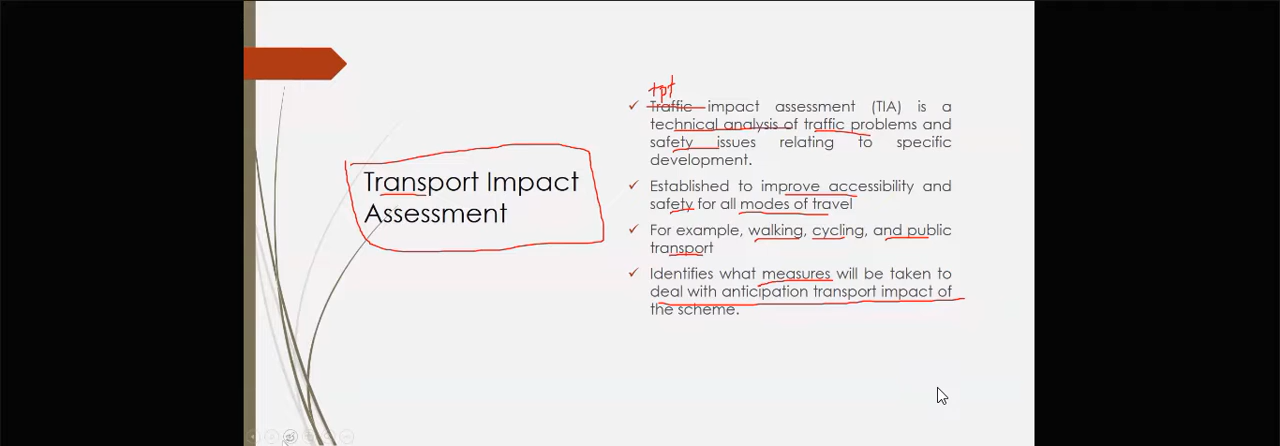 Transport Impact
Assessment
tpt
Traffic impact assessment (TIA) is a
technical analysis of traffic problems and
safety issues relating to specific
development.
Established to improve accessibility and
safety for all modes of travel
For example, walking, cycling, and public
transport
Identifies what measures will be taken to
deal with anticipation transport impact of
the scheme.